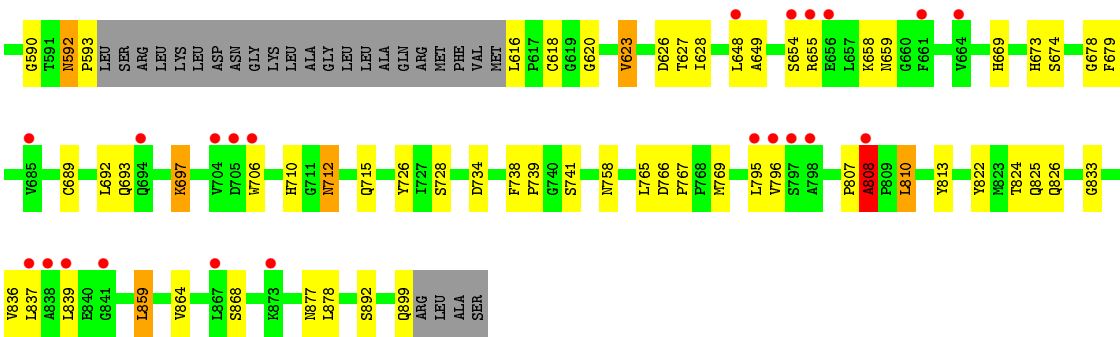 G590 T591 N592 P593 LEU SER ARG LEU LYS LEU ASP ASN GLY LYS LEU ALA GLY LEU LEU ALA GLN ARG MET PHE VAL MET L616 P617 C618 G619 G620 V623 D626 T627 I628 L648 A649 S654 R655 E656 L657 K658 N659 G660 F661 V664 H669 H673 S674 G678 F679
V685 C689 L692 Q693 Q694 K697 V704 D705 W706 H710 G711 N712 Q715 Y726 I727 S728 D734 F738 P739 G740 S741 N758 L765 D766 P767 P768 M769 L795 V796 S797 A798 P807 A808 P809 L810 Y813 Y822 M823 T824 Q825 Q826 G833
V836 L837 A838 L839 E840 G841 L859 V864 L867 S868 K873 N877 L878 S892 Q899 ARG LEU ALA SER